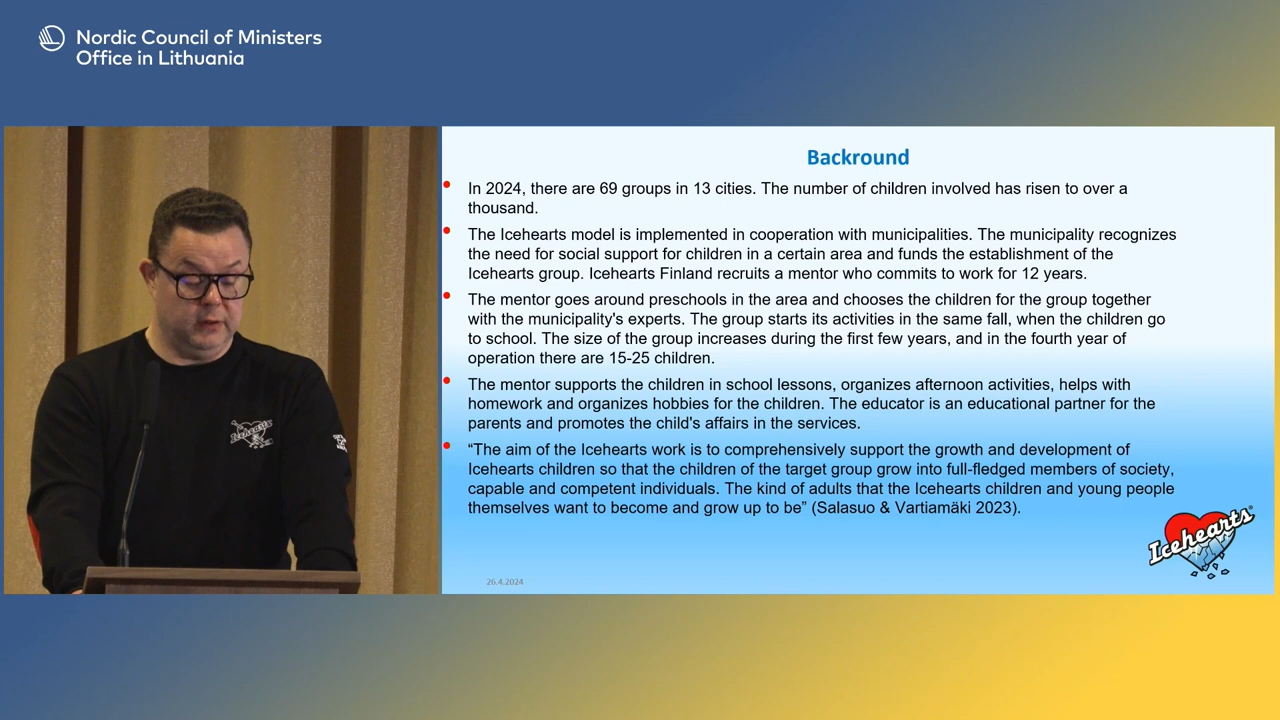 Nordic Council of Ministers
Office in Lithuania
Backround
In 2024, there are 69 groups in 13 cities. The number of children involved has risen to over a
thousand.
The Icehearts model is implemented in cooperation with municipalities. The municipality recognizes
the need for social support for children in a certain area and funds the establishment of the
Icehearts group. Icehearts Finland recruits a mentor who commits to work for 12 years.
The mentor goes around preschools in the area and chooses the children for the group together
with the municipality's experts. The group starts its activities in the same fall, when the children go
to school. The size of the group increases during the first few years, and in the fourth year of
operation there are 15-25 children.
The mentor supports the children in school lessons, organizes afternoon activities, helps with
homework and organizes hobbies for the children. The educator is an educational partner for the
parents and promotes the child's affairs in the services.
“The aim of the Icehearts work is to comprehensively support the growth and development of
Icehearts children so that the children of the target group grow into full-fledged members of society,
capable and competent individuals. The kind of adults that the Icehearts children and young people
themselves want to become and grow up to be” (Salasuo & Vartiamäki 2023).
Icehearts®
26.4.2024
Icehearts